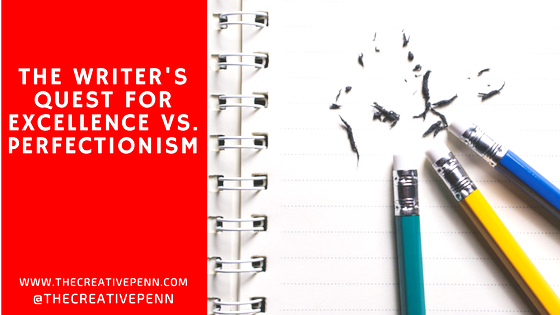 THE WRITER'S
QUEST FOR
EXCELLENCE VS.
PERFECTIONISM
WWW.THECREATIVEPENN.COM
@THECREATIVEPENN